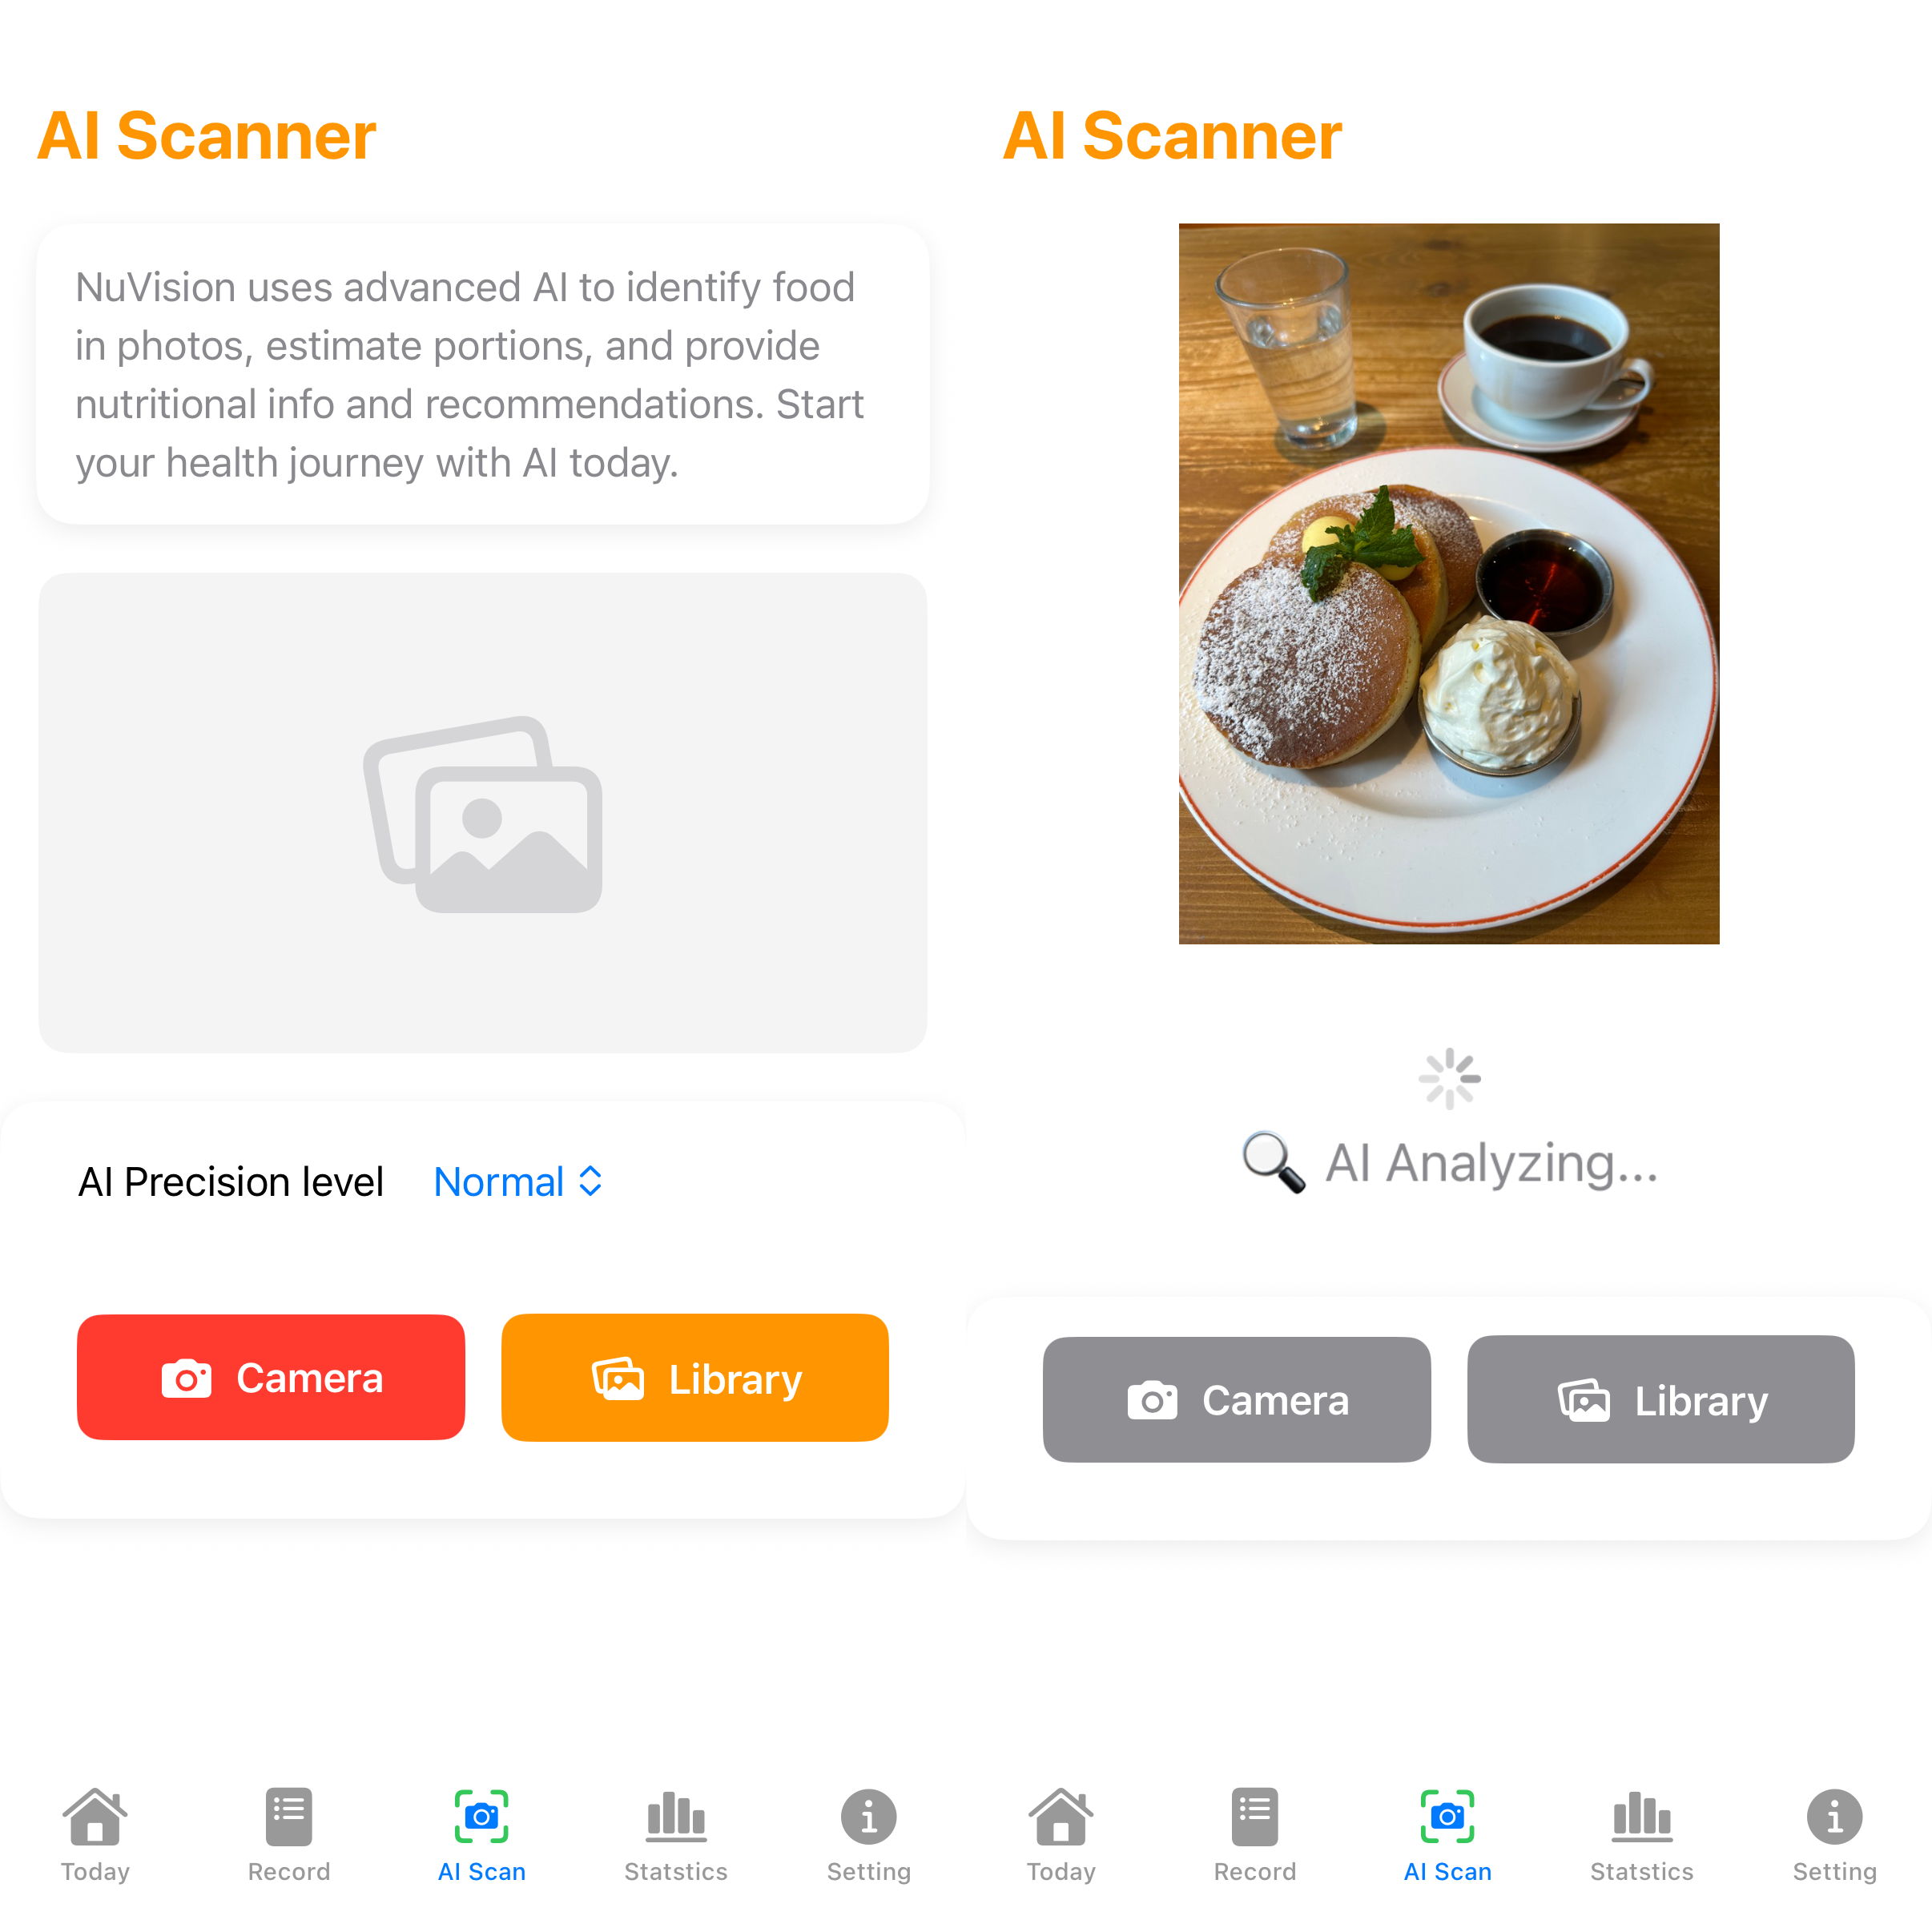 AI Scanner
NuVision uses advanced AI to identify food
in photos, estimate portions, and provide
nutritional info and recommendations. Start
your health journey with AI today.
AI Precision level Normal
Camera Library
Today Record AI Scan Statstics Setting
AI Scanner
AI Analyzing...
Camera Library
Today Record AI Scan Statstics Setting